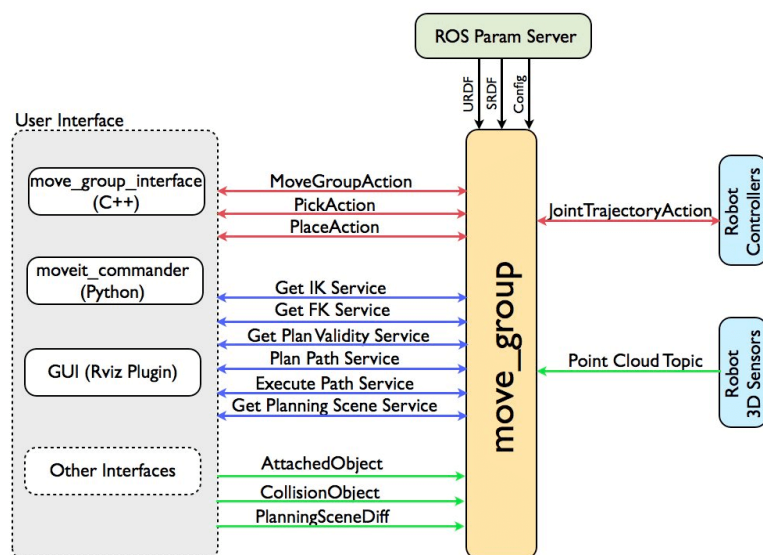 ROS Param Server
URDF
SRDF
Config
User Interface
move_group_interface
(C++)
moveit_commander
(Python)
GUI (Rviz Plugin)
Other Interfaces
MoveGroupAction
PickAction
PlaceAction
Get IK Service
Get FK Service
Get Plan Validity Service
Plan Path Service
Execute Path Service
Get Planning Scene Service
AttachedObject
CollisionObject
PlanningSceneDiff
move_group
JointTrajectoryAction
Robot
Controllers
Point Cloud Topic
Robot
3D Sensors